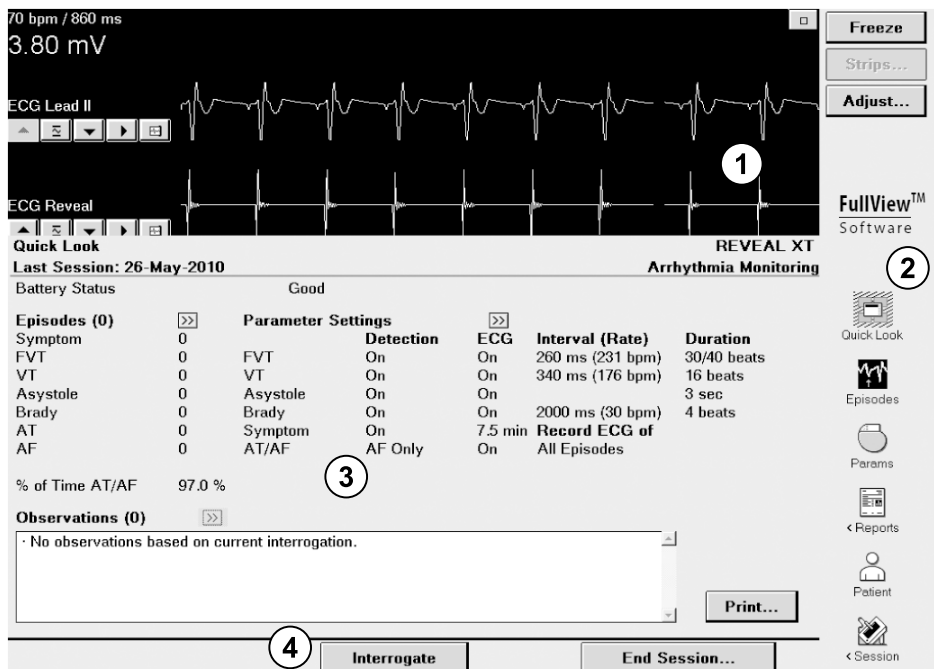 70 bpm / 860 ms
3.80 mV
ECG Lead II
ECG Reveal
1
Freeze
Strips...
Adjust...
FullView™
Software
2
Quick Look
Episodes
Params
< Reports
Patient
< Session
Quick Look REVEAL XT
Last Session: 26-May-2010 Arrhythmia Monitoring
Battery Status Good
Episodes (0) >> Parameter Settings >>
Symptom 0 Detection ECG Interval (Rate) Duration
FVT 0 FVT On On 260 ms (231 bpm) 30/40 beats
VT 0 VT On On 340 ms (176 bpm) 16 beats
Asystole 0 Asystole On On 3 sec
Brady 0 Brady On On 2000 ms (30 bpm) 4 beats
AT 0 Symptom On 7.5 min Record ECG of
AF 0 AT/AF AF Only On All Episodes
3
% of Time AT/AF 97.0 %
Observations (0) >>
· No observations based on current interrogation.
Print...
4
Interrogate
End Session...